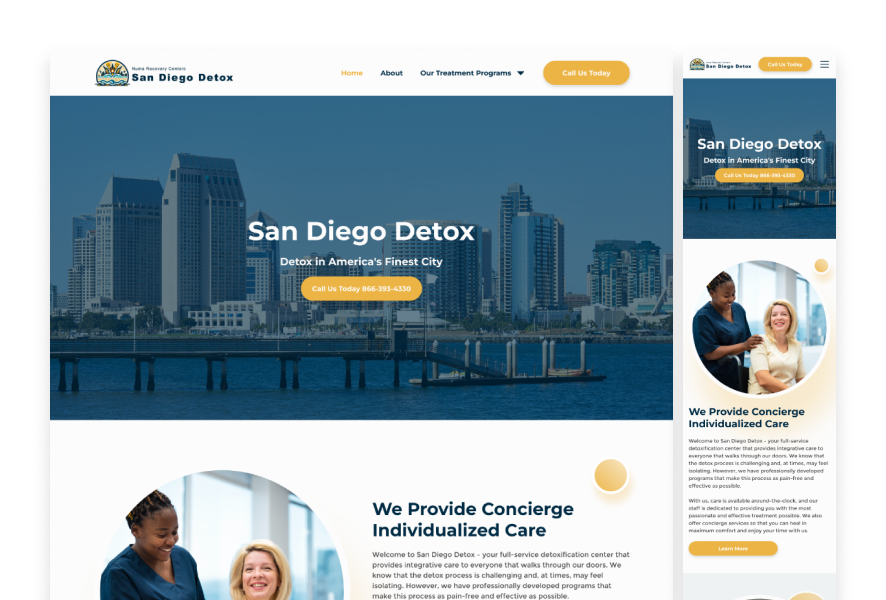 Numa Recovery Centers
San Diego Detox
Home
About
Our Treatment Programs
Call Us Today
San Diego Detox
Detox in America's Finest City
Call Us Today 866-393-4330
We Provide Concierge
Individualized Care
Welcome to San Diego Detox – your full-service detoxification center that
provides integrative care to everyone that walks through our doors. We
know that the detox process is challenging and, at times, may feel
isolating. However, we have professionally developed programs that
make this process as pain-free and effective as possible.
San Diego Detox
Call Us Today
San Diego Detox
Detox in America's Finest City
Call Us Today 866-393-4330
We Provide Concierge
Individualized Care
Welcome to San Diego Detox – your full-service
detoxification center that provides integrative care to
everyone that walks through our doors. We know that
the detox process is challenging and, at times, may feel
isolating. However, we have professionally developed
programs that make this process as pain-free and
effective as possible.
With us, care is available around-the-clock, and our
staff is dedicated to providing you with the most
passionate and effective treatment possible. We also
offer concierge services so that you can heal in
maximum comfort and enjoy your time with us.
Learn More